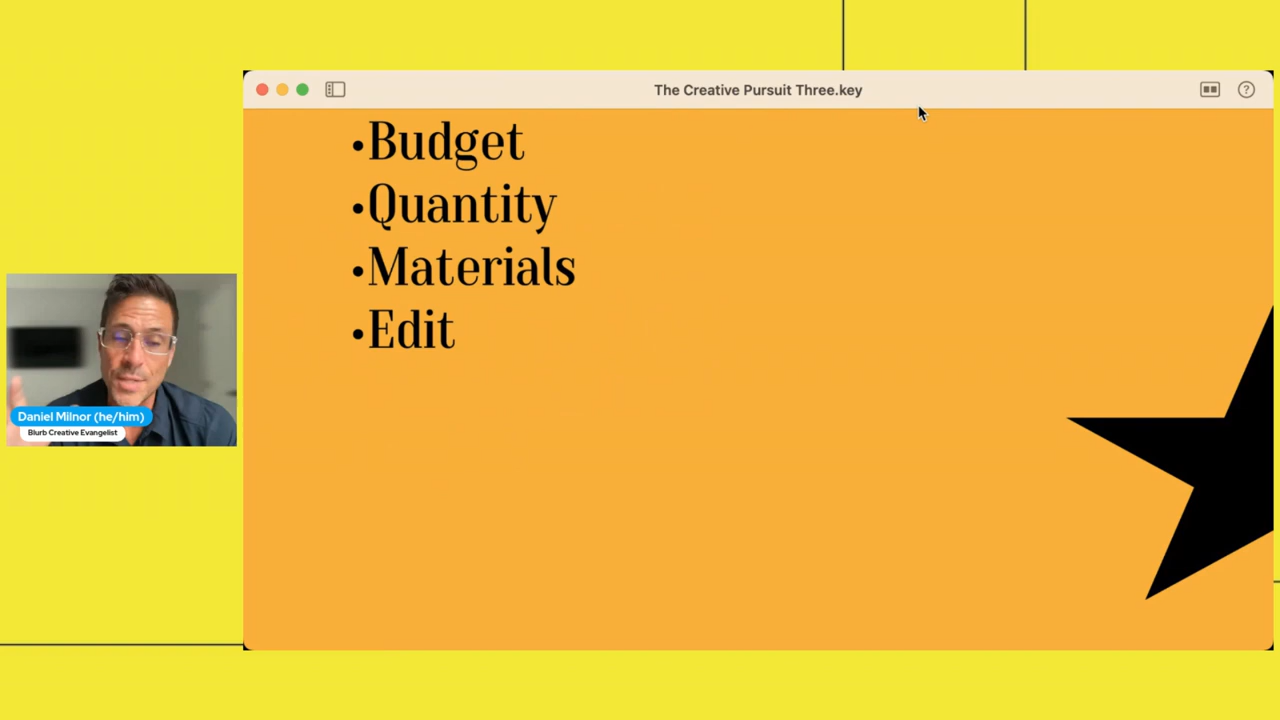 The Creative Pursuit Three.key
?
•Budget
•Quantity
•Materials
•Edit
Daniel Milnor (he/him)
Blurb Creative Evangelist